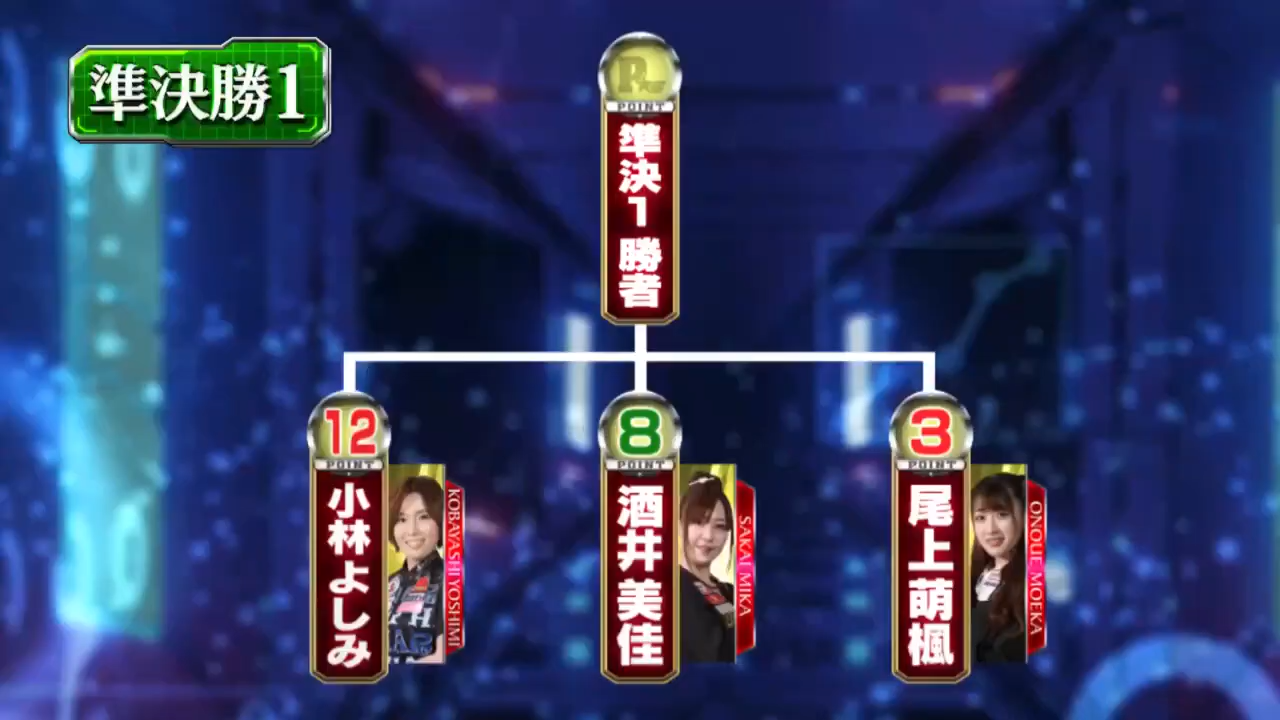 準決勝1
POINT
準決1 勝者
12
POINT
小林よしみ
KOBAYASHI YOSHIMI
8
POINT
酒井美佳
SAKAI MIKA
3
POINT
尾上萌楓
ONOUE MOEKA